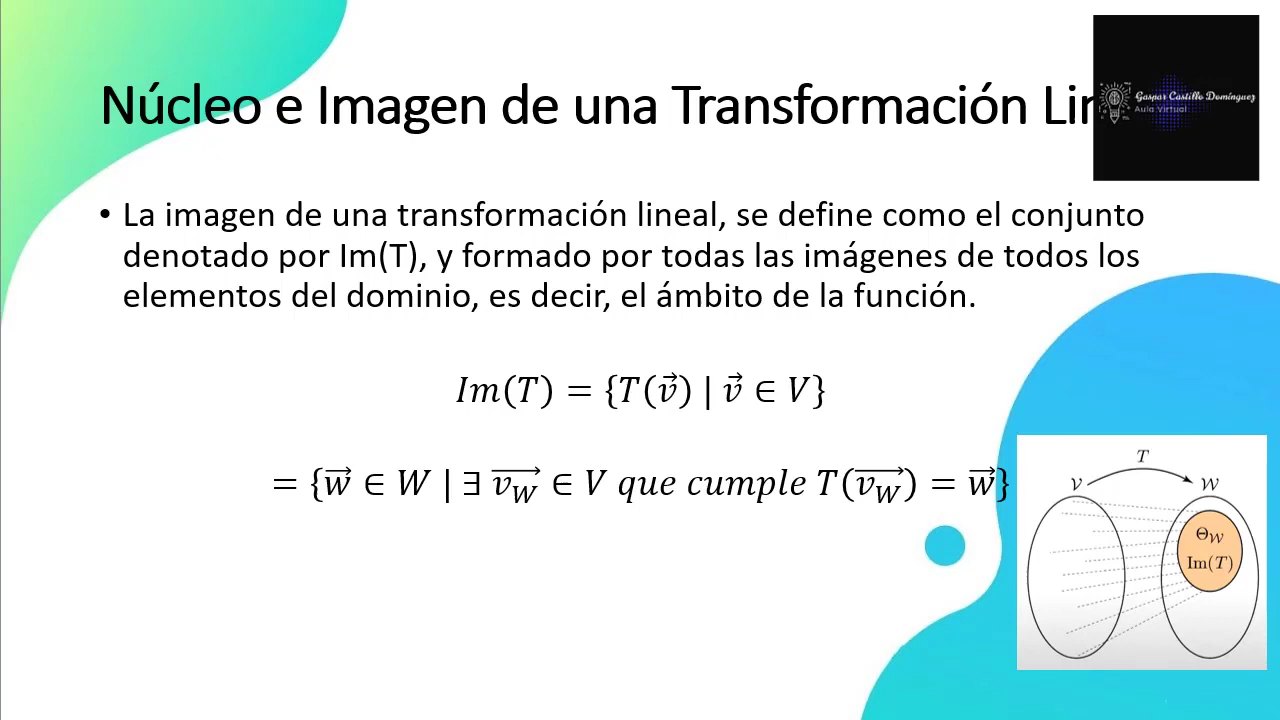 Núcleo e Imagen de una Transformación Lin
Gaspar Castillo Domínguez
Aula Virtual
• La imagen de una transformación lineal, se define como el conjunto
denotado por Im(T), y formado por todas las imágenes de todos los
elementos del dominio, es decir, el ámbito de la función.
Im(T) = {T(v⃗) | v⃗ ∈ V}
= {w⃗ ∈ W | ∃ v_W⃗ ∈ V que cumple T(v_W⃗) = w⃗}
T
𝒱 𝒲
Θ_𝒲
Im(T)